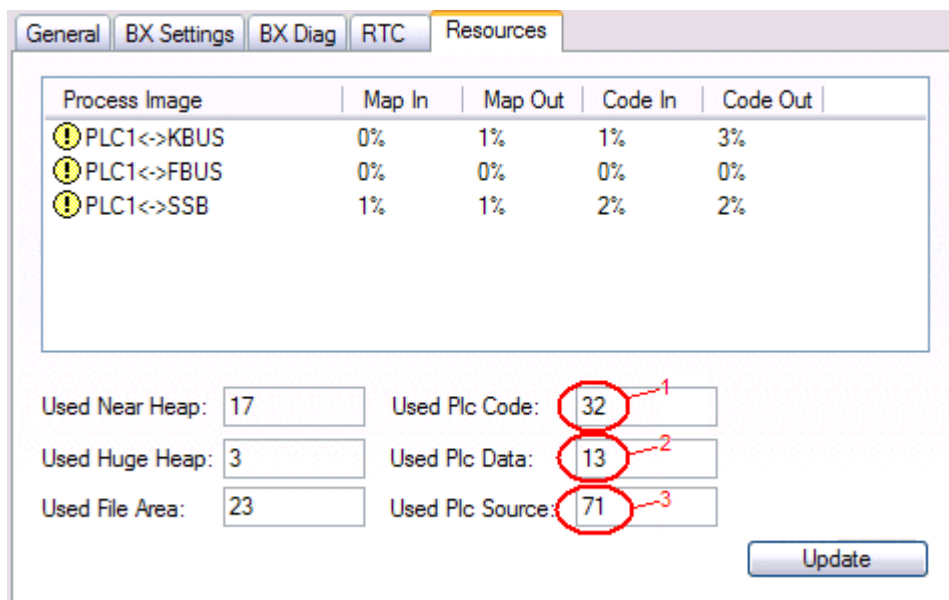 General BX Settings BX Diag RTC Resources
Process Image Map In Map Out Code In Code Out
PLC1<->KBUS 0% 1% 1% 3%
PLC1<->FBUS 0% 0% 0% 0%
PLC1<->SSB 1% 1% 2% 2%
Used Near Heap: 17 Used Plc Code: 32 1
Used Huge Heap: 3 Used Plc Data: 13 2
Used File Area: 23 Used Plc Source: 71 3
Update